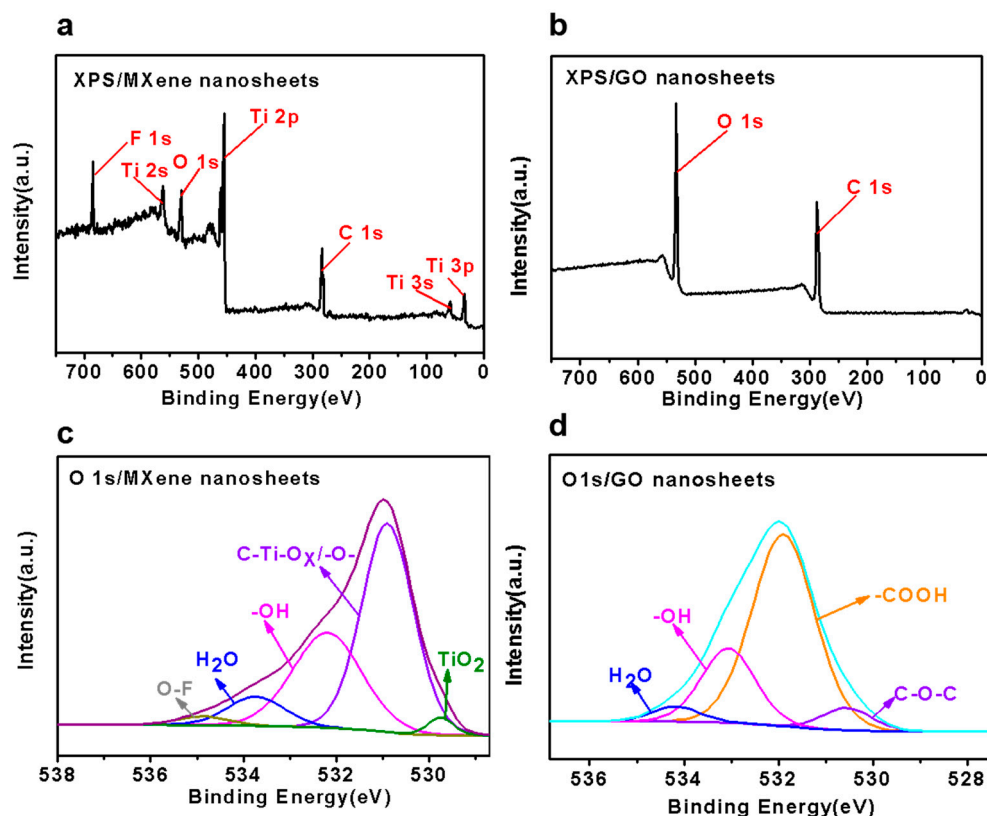 a
XPS/MXene nanosheets
F 1s
Ti 2s
O 1s
Ti 2p
C 1s
Ti 3s
Ti 3p
Intensity(a.u.)
700 600 500 400 300 200 100 0
Binding Energy(eV)
b
XPS/GO nanosheets
O 1s
C 1s
Intensity(a.u.)
700 600 500 400 300 200 100 0
Binding Energy(eV)
c
O 1s/MXene nanosheets
C-Ti-OX/-O-
-OH
H2O
O-F
TiO2
Intensity(a.u.)
538 536 534 532 530
Binding Energy(eV)
d
O1s/GO nanosheets
-COOH
-OH
H2O
C-O-C
Intensity(a.u.)
536 534 532 530 528
Binding Energy(eV)